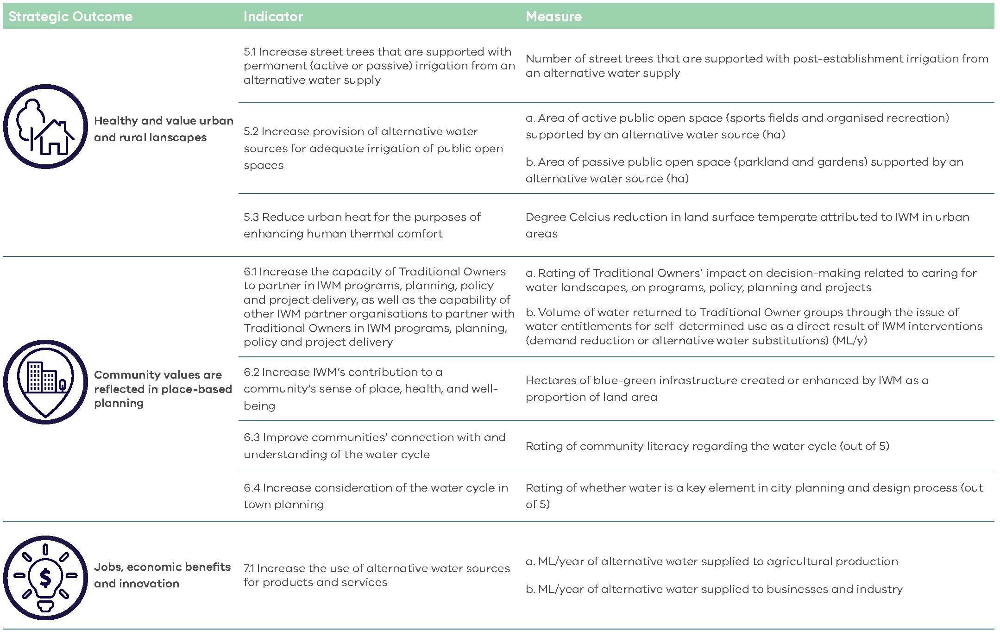 Strategic Outcome Indicator Measure
5.1 Increase street trees that are supported with
permanent (active or passive) irrigation from an
alternative water supply
Number of street trees that are supported with post-establishment irrigation from
an alternative water supply
Healthy and value urban
and rural lanscapes
5.2 Increase provision of alternative water
sources for adequate irrigation of public open
spaces
a. Area of active public open space (sports fields and organised recreation)
supported by an alternative water source (ha)
b. Area of passive public open space (parkland and gardens) supported by an
alternative water source (ha)
5.3 Reduce urban heat for the purposes of
enhancing human thermal comfort
Degree Celcius reduction in land surface temperate attributed to IWM in urban
areas
Community values are
reflected in place-based
planning
6.1 Increase the capacity of Traditional Owners
to partner in IWM programs, planning, policy
and project delivery, as well as the capability of
other IWM partner organisations to partner with
Traditional Owners in IWM programs, planning,
policy and project delivery
a. Rating of Traditional Owners’ impact on decision-making related to caring for
water landscapes, on programs, policy, planning and projects
b. Volume of water returned to Traditional Owner groups through the issue of
water entitlements for self-determined use as a direct result of IWM interventions
(demand reduction or alternative water substitutions) (ML/y)
6.2 Increase IWM’s contribution to a
community’s sense of place, health, and well-
being
Hectares of blue-green infrastructure created or enhanced by IWM as a
proportion of land area
6.3 Improve communities’ connection with and
understanding of the water cycle
Rating of community literacy regarding the water cycle (out of 5)
6.4 Increase consideration of the water cycle in
town planning
Rating of whether water is a key element in city planning and design process (out
of 5)
$
Jobs, economic benefits
and innovation
7.1 Increase the use of alternative water sources
for products and services
a. ML/year of alternative water supplied to agricultural production
b. ML/year of alternative water supplied to businesses and industry